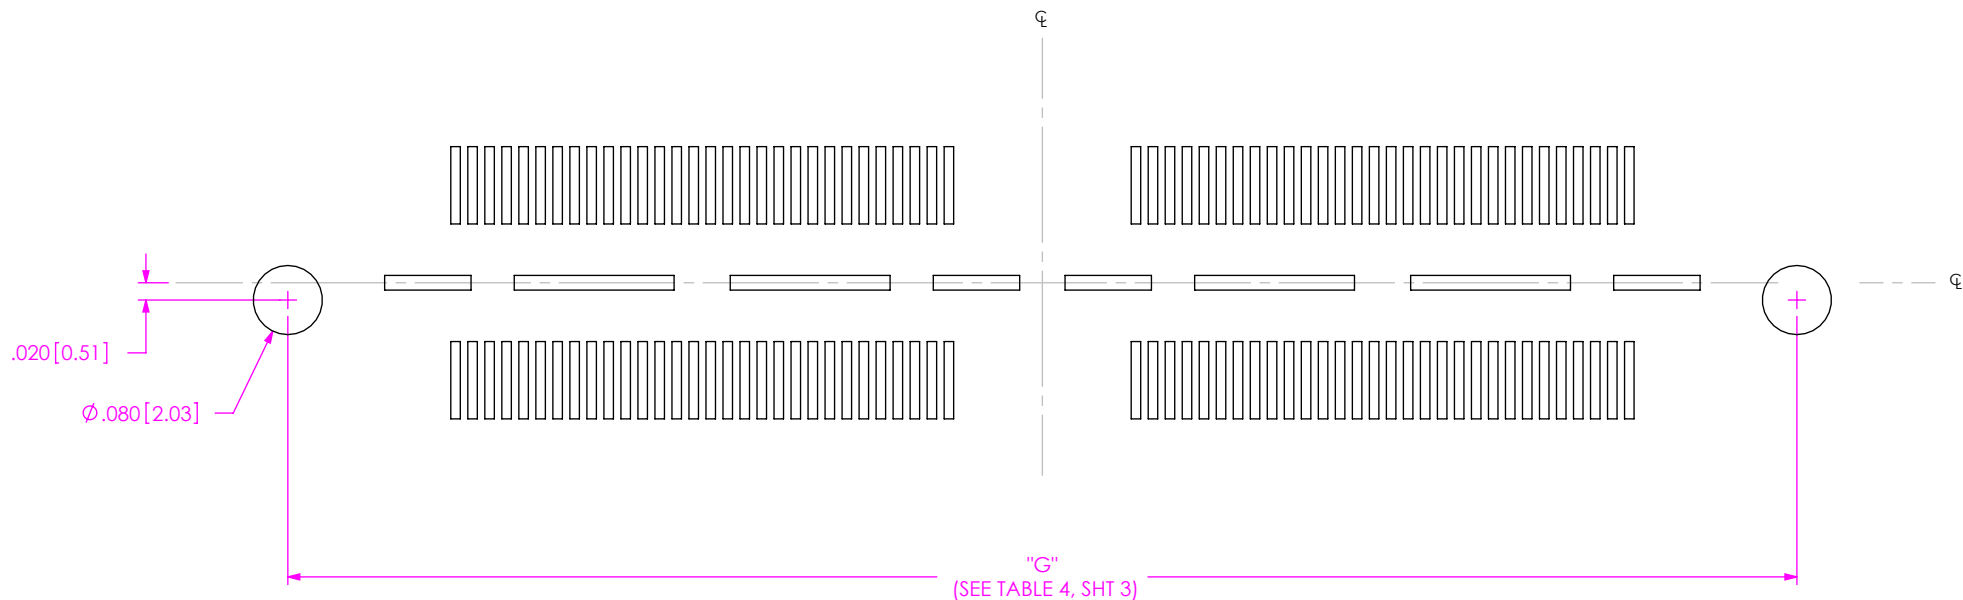 ℄
℄
.020[0.51]
Ø.080[2.03]
"G"
(SEE TABLE 4, SHT 3)